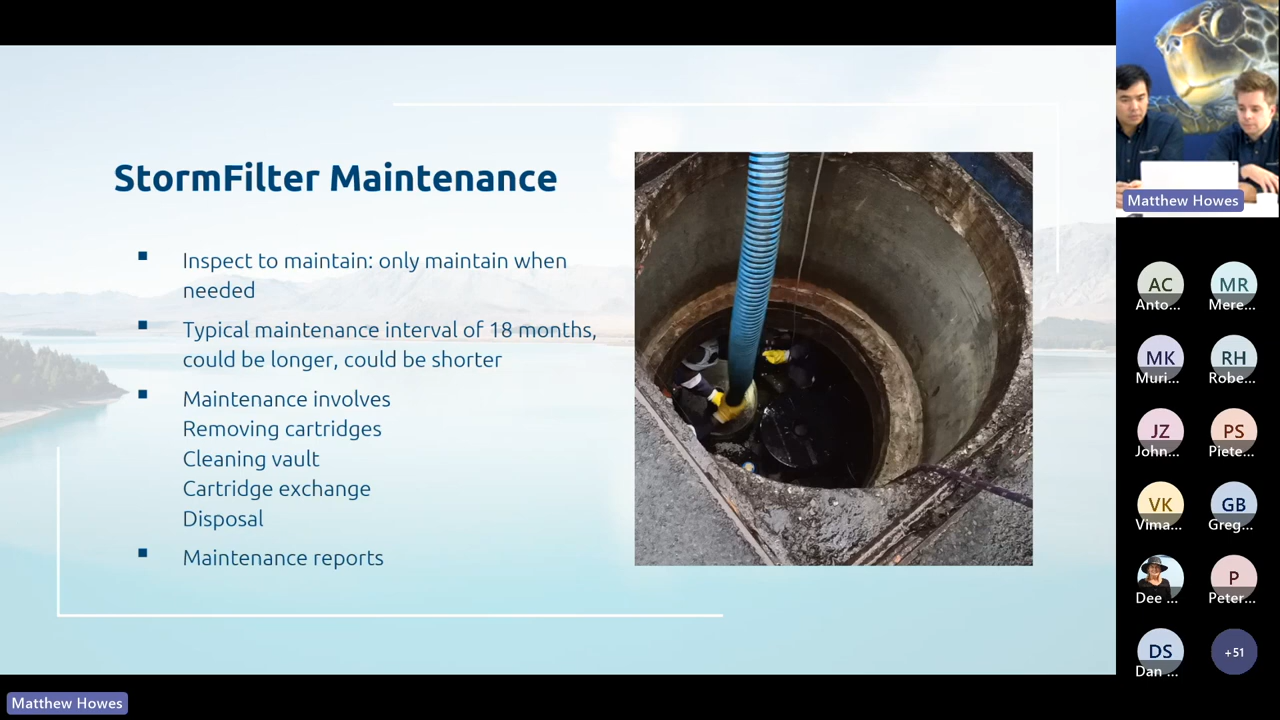 StormFilter Maintenance
Inspect to maintain: only maintain when
needed
Typical maintenance interval of 18 months,
could be longer, could be shorter
Maintenance involves
Removing cartridges
Cleaning vault
Cartridge exchange
Disposal
Maintenance reports
Matthew Howes
AC
MR
Anto...
Mere...
MK
RH
Muri...
Robe...
JZ
PS
John...
Piete...
VK
GB
Vima...
Greg...
P
Dee ...
Peter...
DS
+51
Dan ...
Matthew Howes